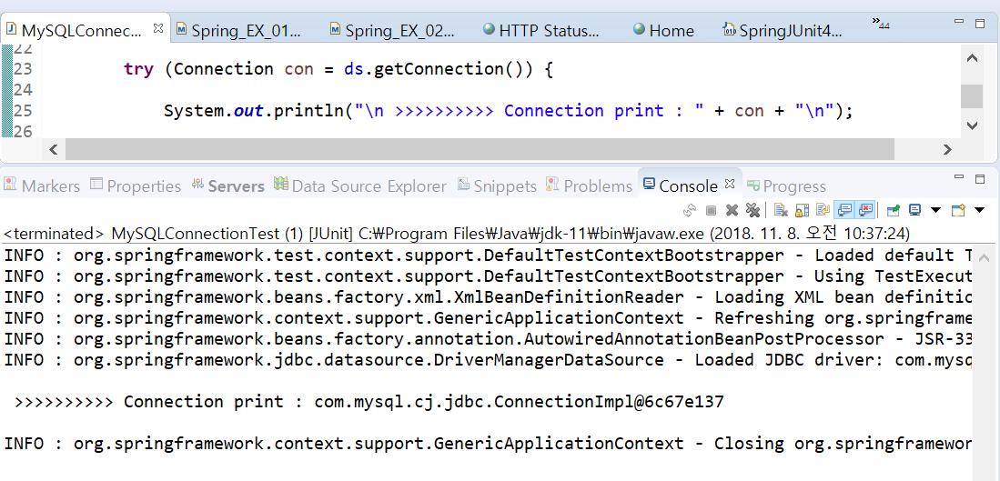 MySQLConnec... Spring_EX_01... Spring_EX_02... HTTP Status... Home SpringJUnit4... »44
22
23 try (Connection con = ds.getConnection()) {
24
25 System.out.println("\n >>>>>>>>>> Connection print : " + con + "\n");
26
Markers Properties Servers Data Source Explorer Snippets Problems Console Progress
<terminated> MySQLConnectionTest (1) [JUnit] C:₩Program Files₩Java₩jdk-11₩bin₩javaw.exe (2018. 11. 8. 오전 10:37:24)
INFO : org.springframework.test.context.support.DefaultTestContextBootstrapper - Loaded default T
INFO : org.springframework.test.context.support.DefaultTestContextBootstrapper - Using TestExecut
INFO : org.springframework.beans.factory.xml.XmlBeanDefinitionReader - Loading XML bean definitio
INFO : org.springframework.context.support.GenericApplicationContext - Refreshing org.springframe
INFO : org.springframework.beans.factory.annotation.AutowiredAnnotationBeanPostProcessor - JSR-33
INFO : org.springframework.jdbc.datasource.DriverManagerDataSource - Loaded JDBC driver: com.mysq
>>>>>>>>>> Connection print : com.mysql.cj.jdbc.ConnectionImpl@6c67e137
INFO : org.springframework.context.support.GenericApplicationContext - Closing org.springframewor